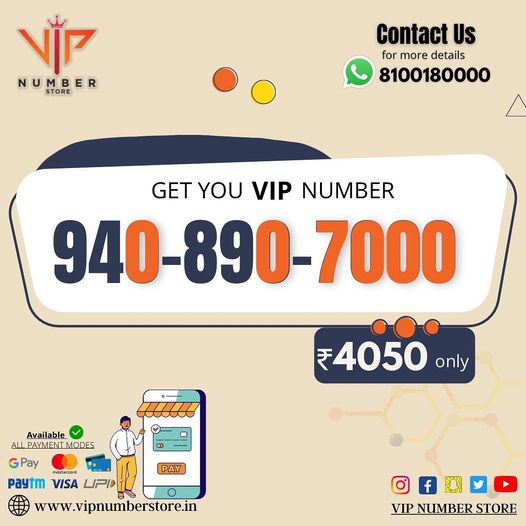 VIP
NUMBER
STORE
Contact Us
for more details
8100180000
GET YOU VIP NUMBER
940-890-7000
₹4050 only
Available
ALL PAYMENT MODES
G Pay mastercard
paytm VISA UPI
PAY
www.vipnumberstore.in
VIP NUMBER STORE